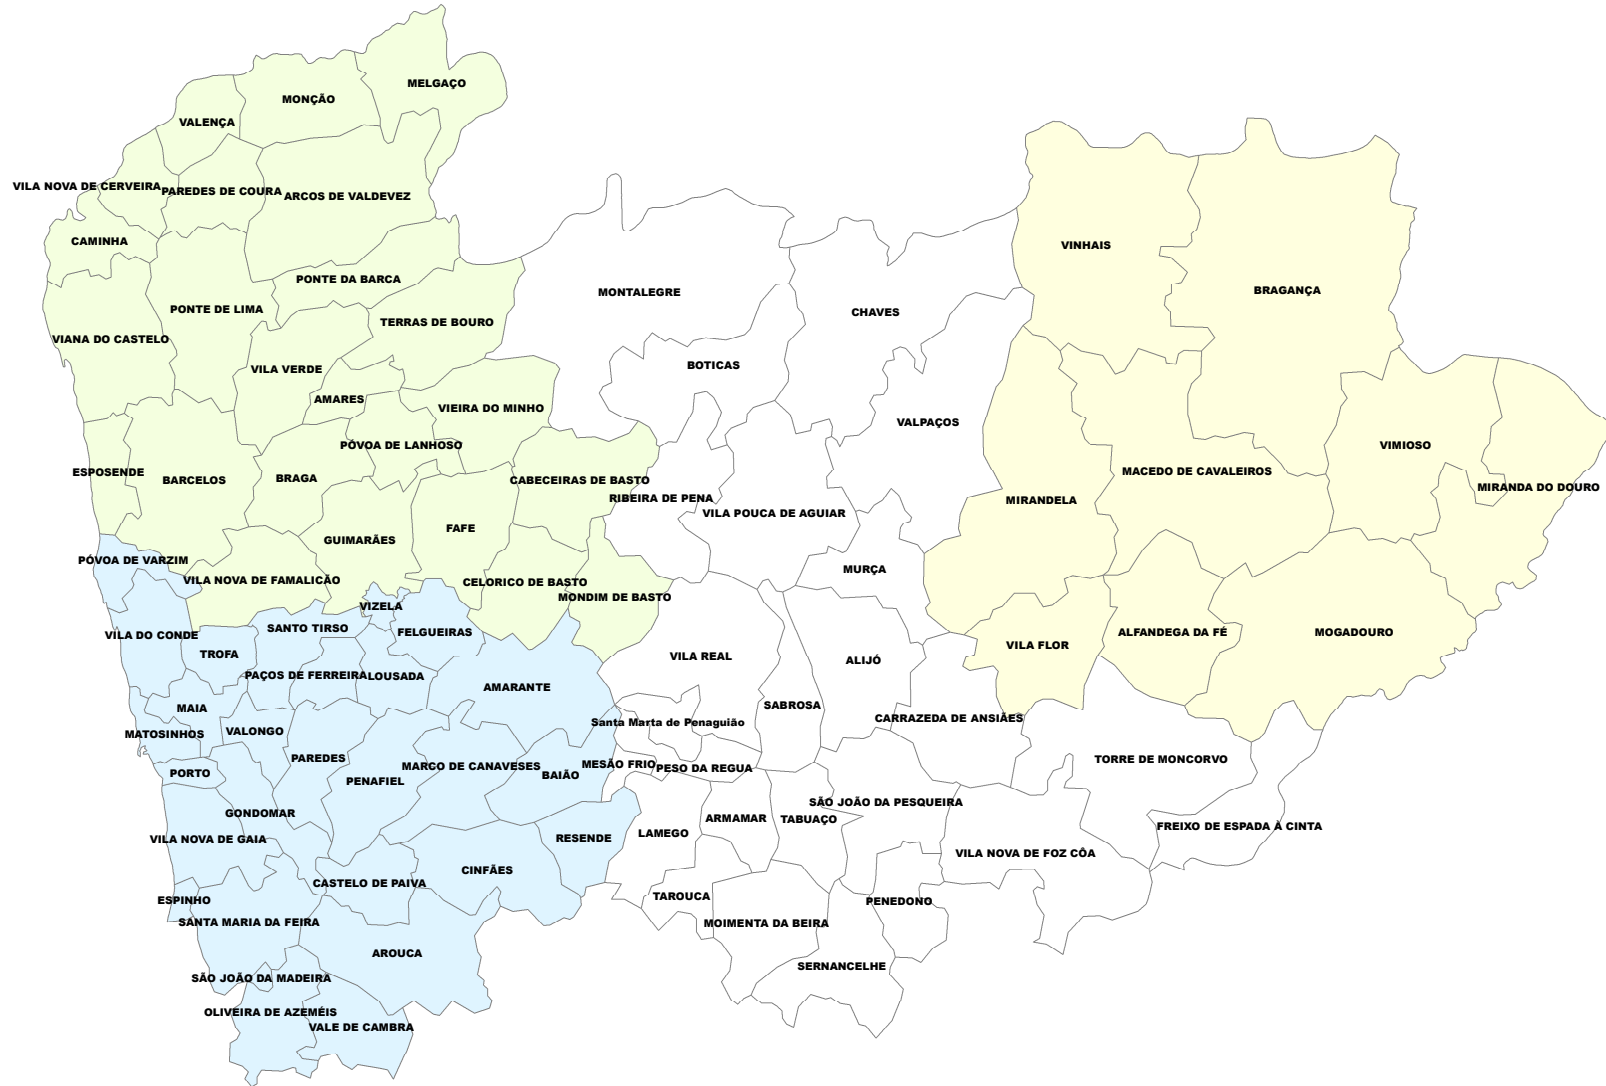 MELGAÇO
MONÇÃO
VALENÇA
VILA NOVA DE CERVEIRA
PAREDES DE COURA
ARCOS DE VALDEVEZ
CAMINHA
VINHAIS
PONTE DA BARCA
BRAGANÇA
MONTALEGRE
PONTE DE LIMA
CHAVES
TERRAS DE BOURO
VIANA DO CASTELO
BOTICAS
VILA VERDE
AMARES
VIEIRA DO MINHO
VALPAÇOS
PÓVOA DE LANHOSO
VIMIOSO
ESPOSENDE
MACEDO DE CAVALEIROS
BRAGA
BARCELOS
CABECEIRAS DE BASTO
MIRANDA DO DOURO
RIBEIRA DE PENA
MIRANDELA
VILA POUCA DE AGUIAR
FAFE
GUIMARÃES
PÓVOA DE VARZIM
MURÇA
VILA NOVA DE FAMALICÃO
CELORICO DE BASTO
MONDIM DE BASTO
VIZELA
SANTO TIRSO
FELGUEIRAS
ALFANDEGA DA FÉ
MOGADOURO
VILA DO CONDE
VILA FLOR
TROFA
VILA REAL
ALIJÓ
PAÇOS DE FERREIRA
LOUSADA
AMARANTE
SABROSA
MAIA
CARRAZEDA DE ANSIÃES
Santa Marta de Penaguião
VALONGO
MATOSINHOS
PAREDES
TORRE DE MONCORVO
MESÃO FRIO
MARCO DE CANAVESES
PESO DA REGUA
PORTO
BAIÃO
PENAFIEL
SÃO JOÃO DA PESQUEIRA
GONDOMAR
ARMAMAR
TABUAÇO
FREIXO DE ESPADA À CINTA
LAMEGO
VILA NOVA DE GAIA
RESENDE
VILA NOVA DE FOZ CÔA
CINFÃES
CASTELO DE PAIVA
TAROUCA
ESPINHO
PENEDONO
SANTA MARIA DA FEIRA
MOIMENTA DA BEIRA
AROUCA
SERNANCELHE
SÃO JOÃO DA MADEIRA
OLIVEIRA DE AZEMÉIS
VALE DE CAMBRA